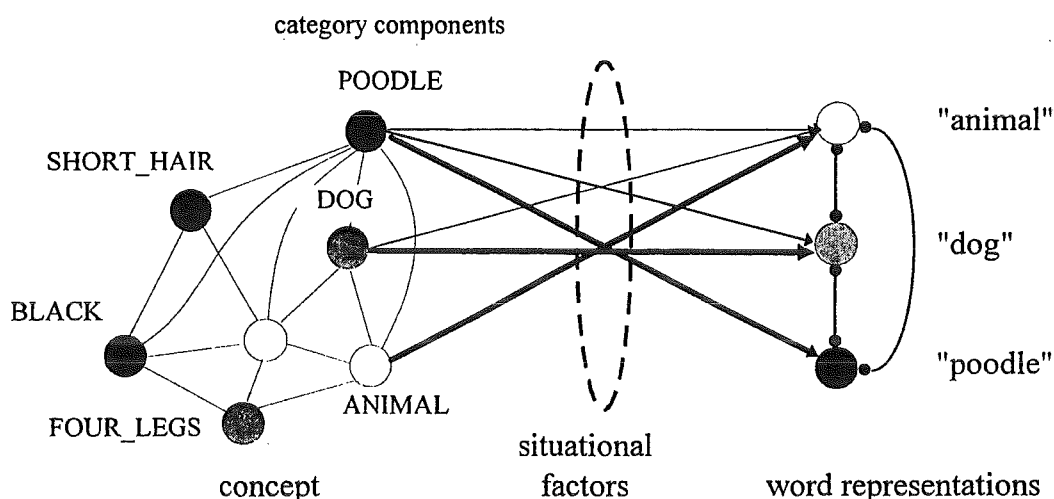 category components
POODLE
SHORT_HAIR
DOG
BLACK
ANIMAL
FOUR_LEGS
concept
situational
factors
"animal"
"dog"
"poodle"
word representations